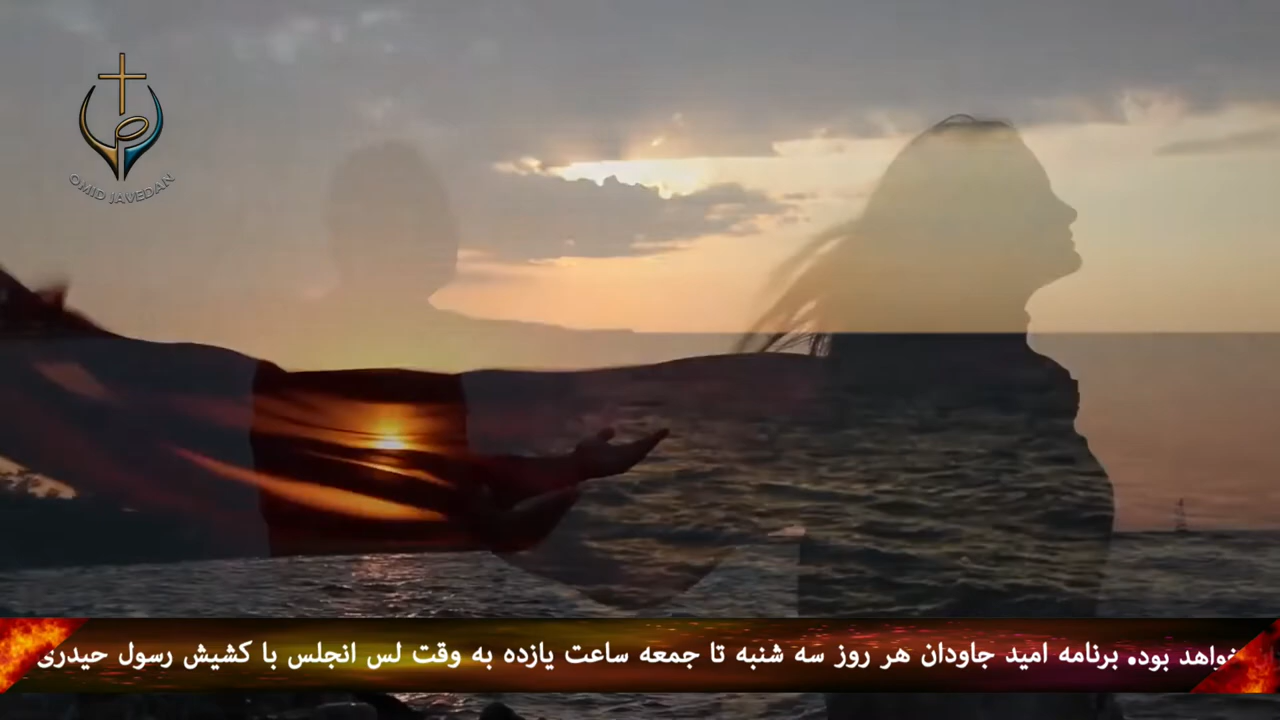 OMID JAVEDAN
خواهد بود. برنامه امید جاودان هر روز سه شنبه تا جمعه ساعت یازده به وقت لس انجلس با کشیش رسول حیدری